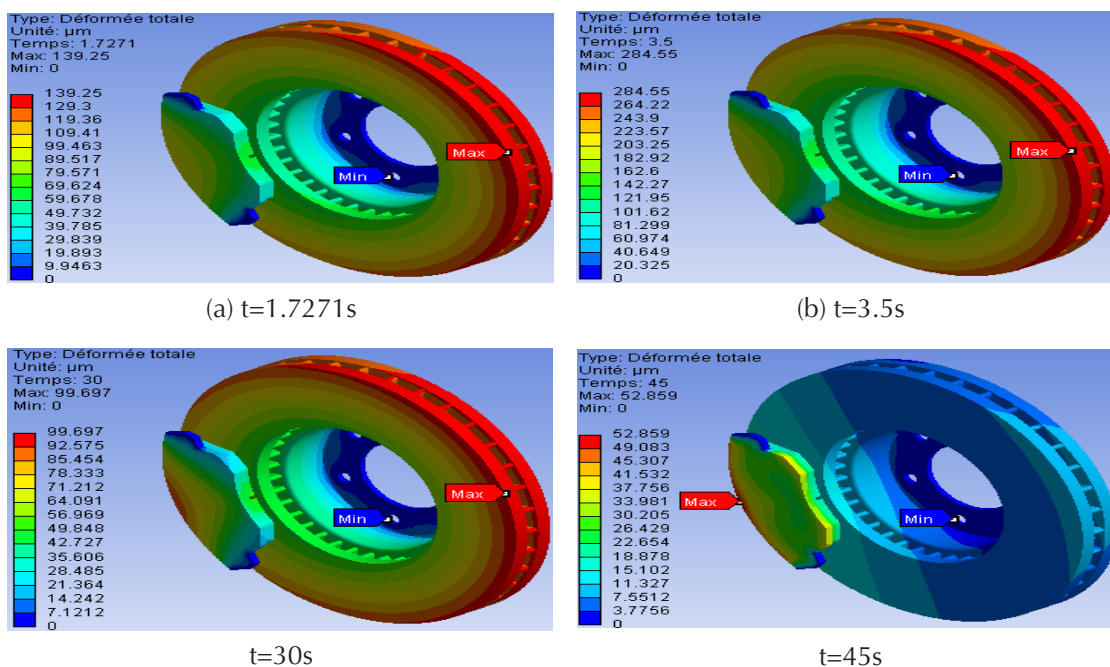 Type: Déformée totale
Unité: µm
Temps: 1.7271
Max: 139.25
Min: 0
139.25
129.3
119.36
109.41
99.463
89.517
79.571
69.624
59.678
49.732
39.785
29.839
19.893
9.9463
0
Max
Min
(a) t=1.7271s
Type: Déformée totale
Unité: µm
Temps: 3.5
Max: 284.55
Min: 0
284.55
264.22
243.9
223.57
203.25
182.92
162.6
142.27
121.95
101.62
81.299
60.974
40.649
20.325
0
Max
Min
(b) t=3.5s
Type: Déformée totale
Unité: µm
Temps: 30
Max: 99.697
Min: 0
99.697
92.575
85.454
78.333
71.212
64.091
56.969
49.848
42.727
35.606
28.485
21.364
14.242
7.1212
0
Max
Min
t=30s
Type: Déformée totale
Unité: µm
Temps: 45
Max: 52.859
Min: 0
52.859
49.083
45.307
41.532
37.756
33.981
30.205
26.429
22.654
18.878
15.102
11.327
7.5512
3.7756
0
Max
Min
t=45s